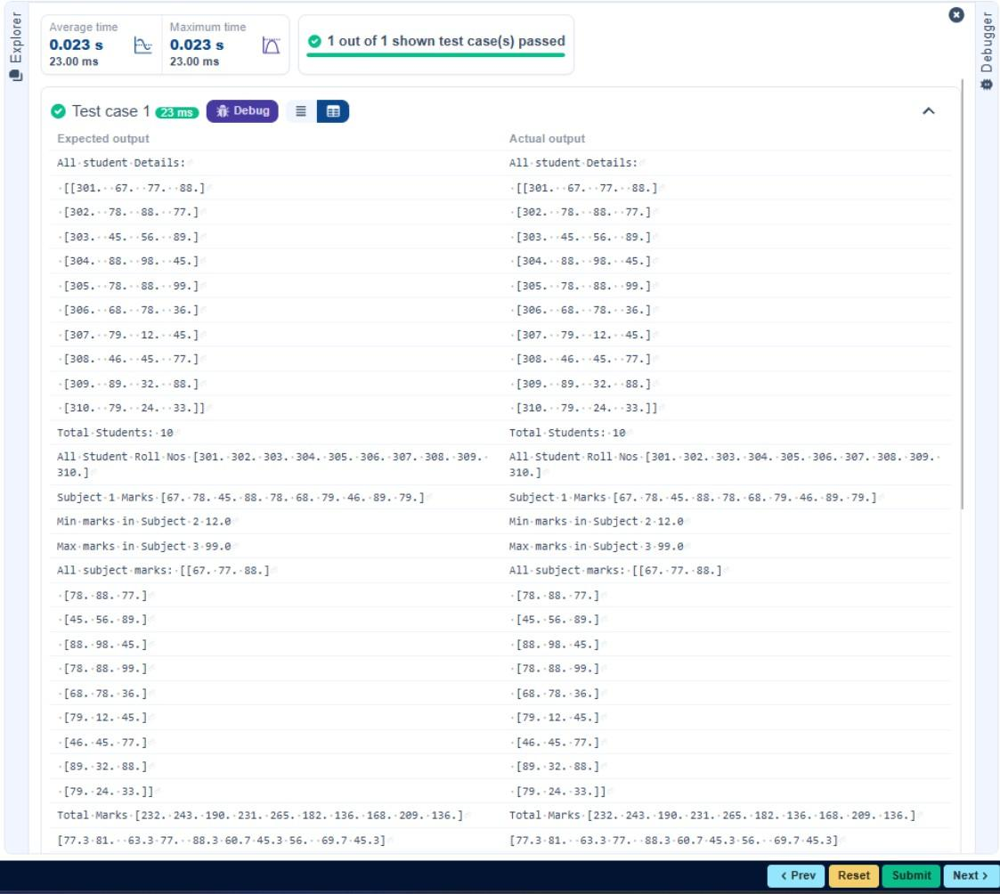 Explorer
Average time
0.023 s
23.00 ms
Maximum time
0.023 s
23.00 ms
1 out of 1 shown test case(s) passed
Debugger
Test case 1 23 ms Debug
Expected output
All student Details:
 [[301.  67.  77.  88.]
 [302.  78.  88.  77.]
 [303.  45.  56.  89.]
 [304.  88.  98.  45.]
 [305.  78.  88.  99.]
 [306.  68.  78.  36.]
 [307.  79.  12.  45.]
 [308.  46.  45.  77.]
 [309.  89.  32.  88.]
 [310.  79.  24.  33.]]
Total Students: 10
All Student Roll Nos [301. 302. 303. 304. 305. 306. 307. 308. 309.
310.]
Subject 1 Marks [67. 78. 45. 88. 78. 68. 79. 46. 89. 79.]
Min marks in Subject 2 12.0
Max marks in Subject 3 99.0
All subject marks: [[67. 77. 88.]
 [78. 88. 77.]
 [45. 56. 89.]
 [88. 98. 45.]
 [78. 88. 99.]
 [68. 78. 36.]
 [79. 12. 45.]
 [46. 45. 77.]
 [89. 32. 88.]
 [79. 24. 33.]]
Total Marks [232. 243. 190. 231. 265. 182. 136. 168. 209. 136.]
[77.3 81.  63.3 77.  88.3 60.7 45.3 56.  69.7 45.3]
Actual output
All student Details:
 [[301.  67.  77.  88.]
 [302.  78.  88.  77.]
 [303.  45.  56.  89.]
 [304.  88.  98.  45.]
 [305.  78.  88.  99.]
 [306.  68.  78.  36.]
 [307.  79.  12.  45.]
 [308.  46.  45.  77.]
 [309.  89.  32.  88.]
 [310.  79.  24.  33.]]
Total Students: 10
All Student Roll Nos [301. 302. 303. 304. 305. 306. 307. 308. 309.
310.]
Subject 1 Marks [67. 78. 45. 88. 78. 68. 79. 46. 89. 79.]
Min marks in Subject 2 12.0
Max marks in Subject 3 99.0
All subject marks: [[67. 77. 88.]
 [78. 88. 77.]
 [45. 56. 89.]
 [88. 98. 45.]
 [78. 88. 99.]
 [68. 78. 36.]
 [79. 12. 45.]
 [46. 45. 77.]
 [89. 32. 88.]
 [79. 24. 33.]]
Total Marks [232. 243. 190. 231. 265. 182. 136. 168. 209. 136.]
[77.3 81.  63.3 77.  88.3 60.7 45.3 56.  69.7 45.3]
< Prev Reset Submit Next >